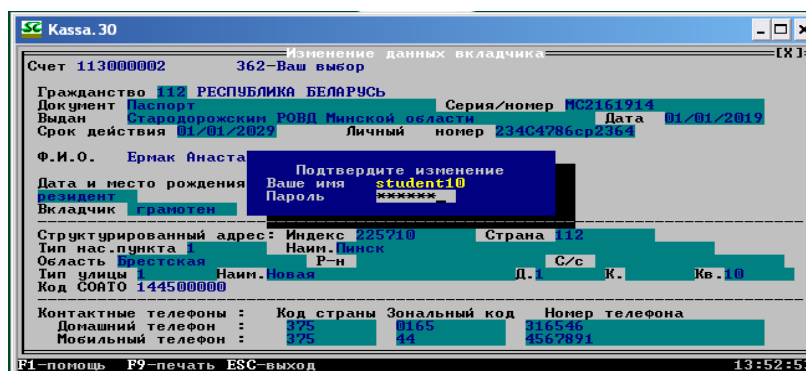 Kassa.30
Изменение данных вкладчика [X]
Счет 113000002 362-Ваш выбор
Гражданство 112 РЕСПУБЛИКА БЕЛАРУСЬ
Документ Паспорт Серия/номер МС2161914
Выдан Стародорожским РОВД Минской области Дата 01/01/2019
Срок действия 01/01/2029 Личный номер 234С4786ср2364
Ф.И.О. Ермак Анаста
Подтвердите изменение
Дата и место рождения Ваше имя student10
резидент Пароль ******
Вкладчик грамотен
Структурированный адрес: Индекс 225710 Страна 112
Тип нас.пункта 1 Наим.Пинск
Область Брестская Р-н С/с
Тип улицы 1 Наим.Новая Д.1 К. Кв.10
Код СОАТО 144500000
Контактные телефоны : Код страны Зональный код Номер телефона
Домашний телефон : 375 0165 316546
Мобильный телефон : 375 44 4567891
F1-помощь F9-печать ESC-выход 13:52:5